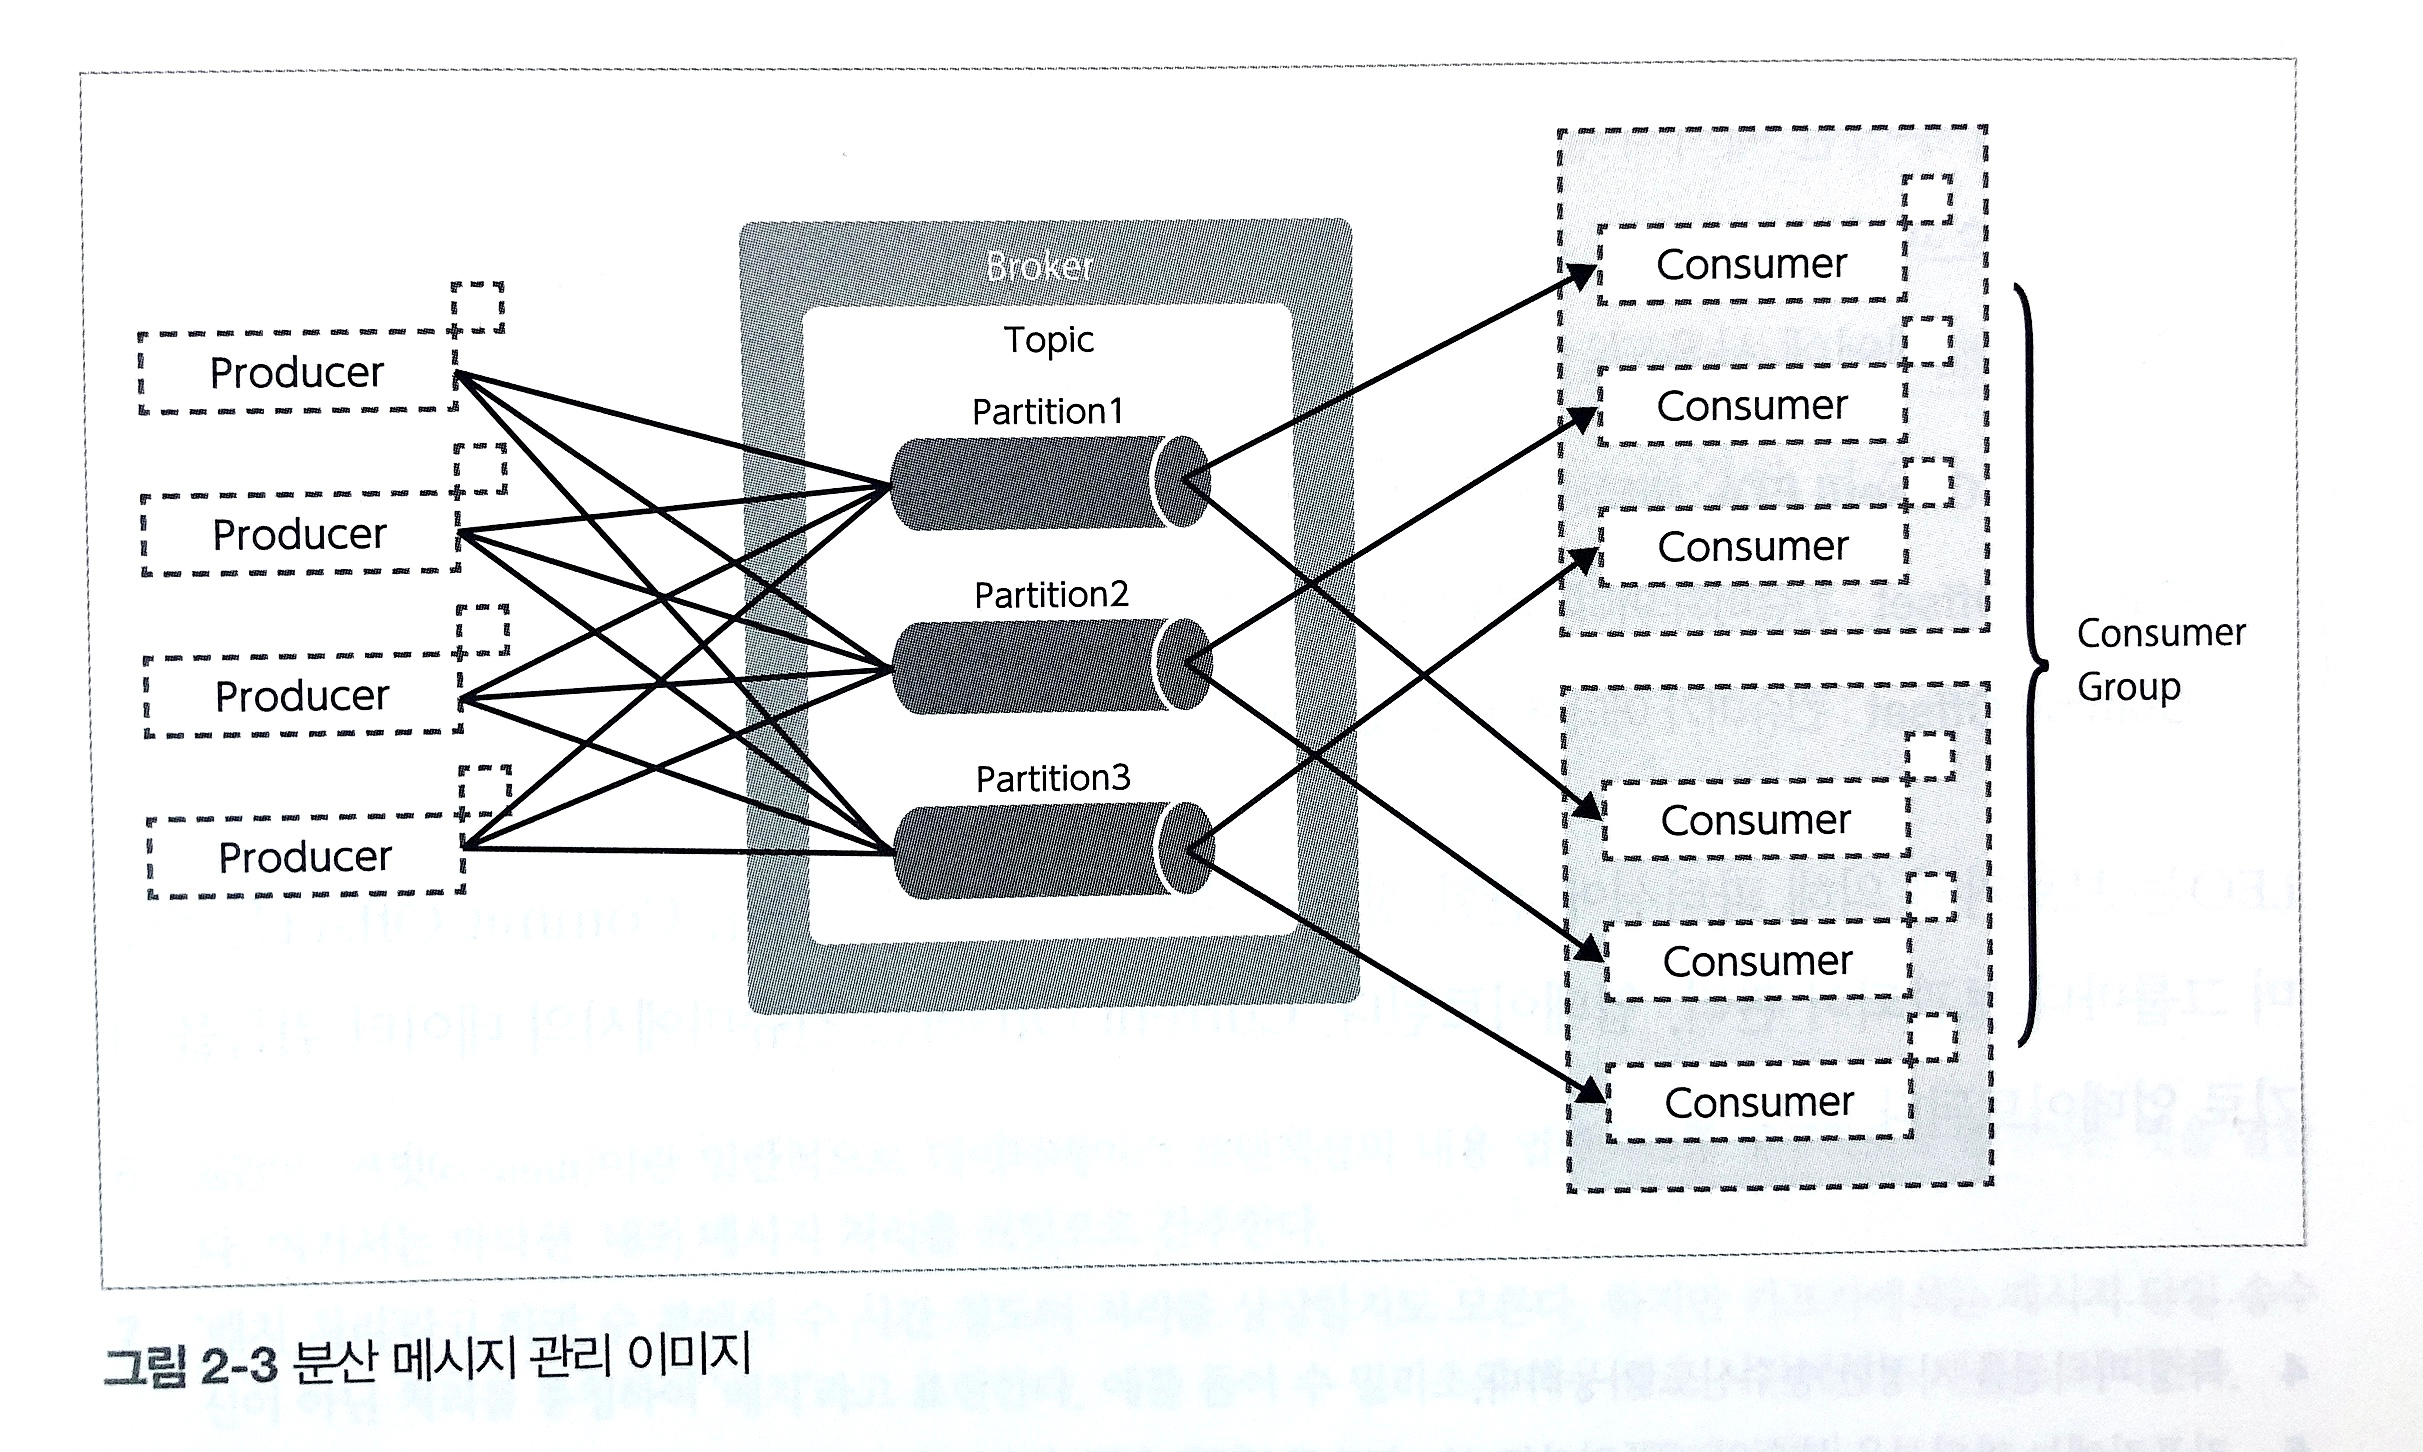 Producer
Producer
Producer
Producer
Broker
Topic
Partition1
Partition2
Partition3
Consumer
Consumer
Consumer
Consumer
Consumer
Consumer
Consumer
Group
그림 2-3 분산 메시지 관리 이미지